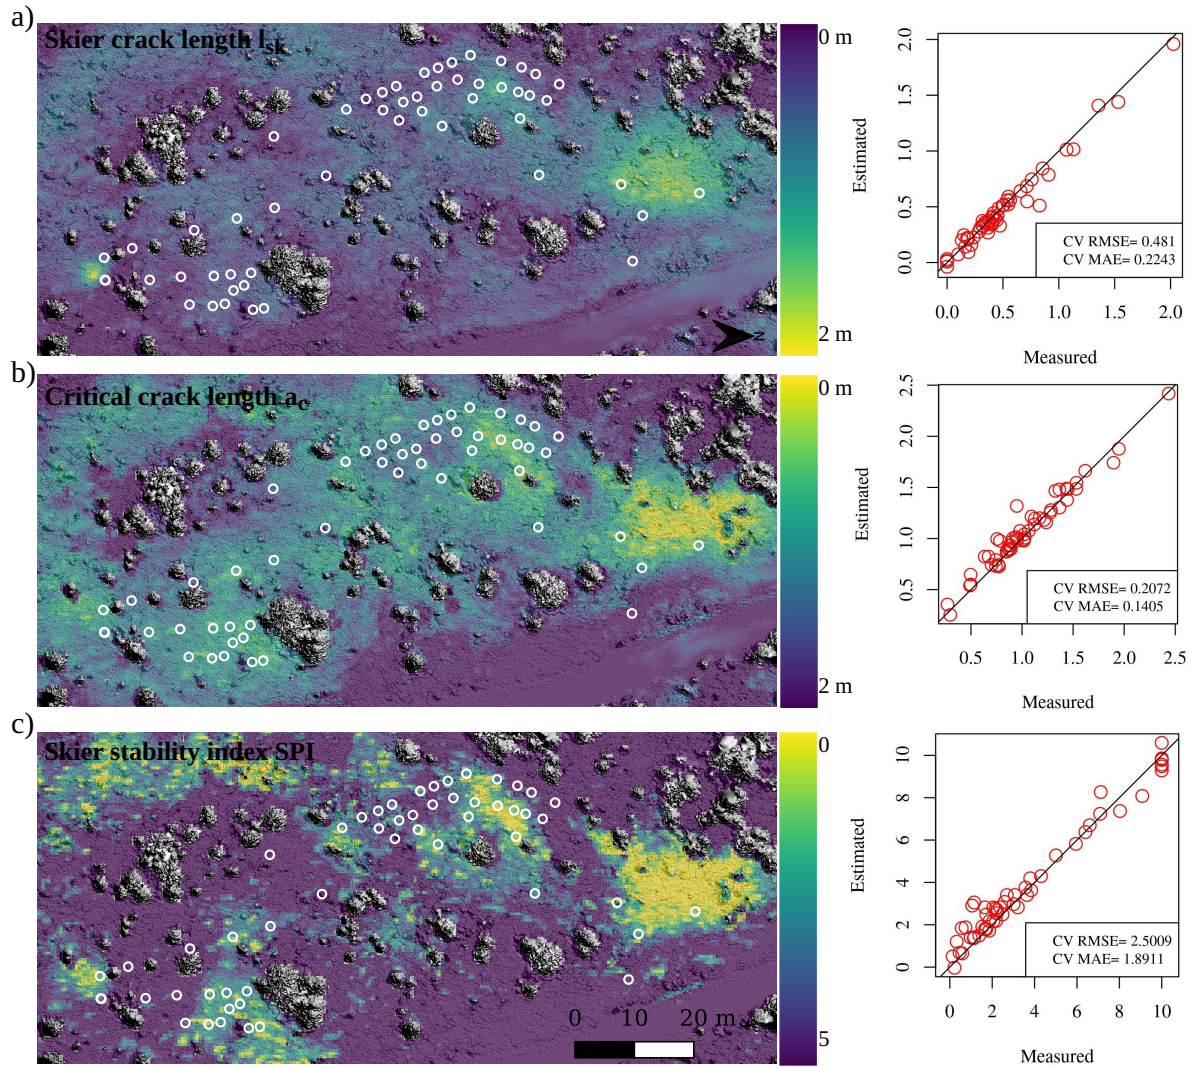 a)
Skier crack length lsk
0 m
2 m
z
Estimated
2.0
1.5
1.0
0.5
0.0
CV RMSE= 0.481
CV MAE= 0.2243
0.0 0.5 1.0 1.5 2.0
Measured
b)
Critical crack length ac
0 m
2 m
Estimated
2.5
2.0
1.5
1.0
0.5
CV RMSE= 0.2072
CV MAE= 0.1405
0.5 1.0 1.5 2.0 2.5
Measured
c)
Skier stability index SPI
0
5
0 10 20 m
Estimated
10
8
6
4
2
0
CV RMSE= 2.5009
CV MAE= 1.8911
0 2 4 6 8 10
Measured